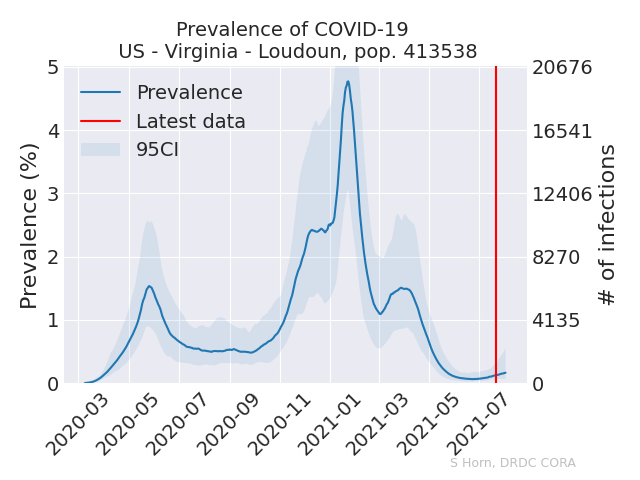 Prevalence of COVID-19
US - Virginia - Loudoun, pop. 413538
Prevalence
Latest data
95CI
Prevalence (%)
5
4
3
2
1
0
20676
16541
12406
8270
4135
0
# of infections
2020-03
2020-05
2020-07
2020-09
2020-11
2021-01
2021-03
2021-05
2021-07
S Horn, DRDC CORA